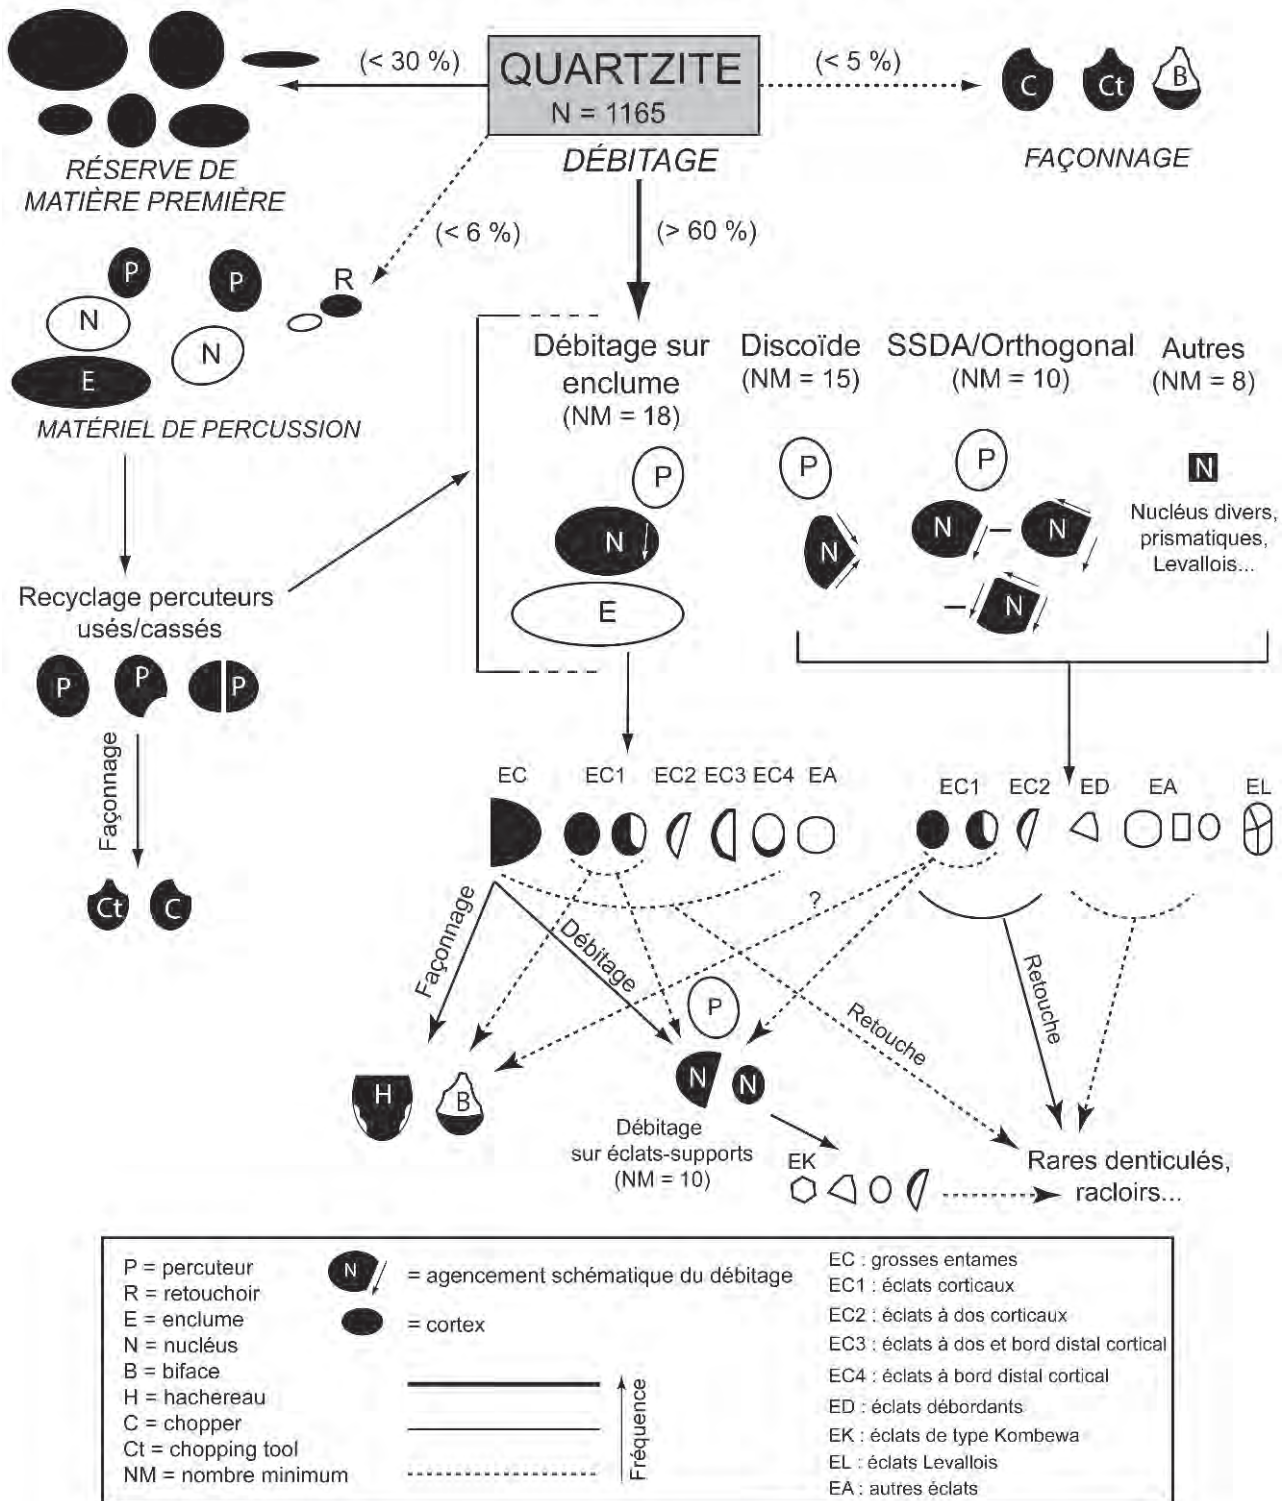 QUARTZITE
N = 1165
(< 30 %)
(< 5 %)
C
Ct
B
RÉSERVE DE
MATIÈRE PREMIÈRE
DÉBITAGE
FAÇONNAGE
(< 6 %)
(> 60 %)
P
P
R
N
N
E
MATÉRIEL DE PERCUSSION
Débitage sur
enclume
(NM = 18)
Discoïde
(NM = 15)
SSDA/Orthogonal
(NM = 10)
Autres
(NM = 8)
P
N
E
P
N
P
N
N
N
N
Nucléus divers,
prismatiques,
Levallois...
Recyclage percuteurs
usés/cassés
P
P
P
Façonnage
Ct
C
EC
EC1
EC2
EC3
EC4
EA
EC1
EC2
ED
EA
EL
?
Façonnage
Débitage
Retouche
Retouche
H
B
P
N
N
Débitage
sur éclats-supports
(NM = 10)
EK
Rares denticulés,
racloirs...
P = percuteur
R = retouchoir
E = enclume
N = nucléus
B = biface
H = hachereau
C = chopper
Ct = chopping tool
NM = nombre minimum
N
= agencement schématique du débitage
= cortex
Fréquence
EC : grosses entames
EC1 : éclats corticaux
EC2 : éclats à dos corticaux
EC3 : éclats à dos et bord distal cortical
EC4 : éclats à bord distal cortical
ED : éclats débordants
EK : éclats de type Kombewa
EL : éclats Levallois
EA : autres éclats